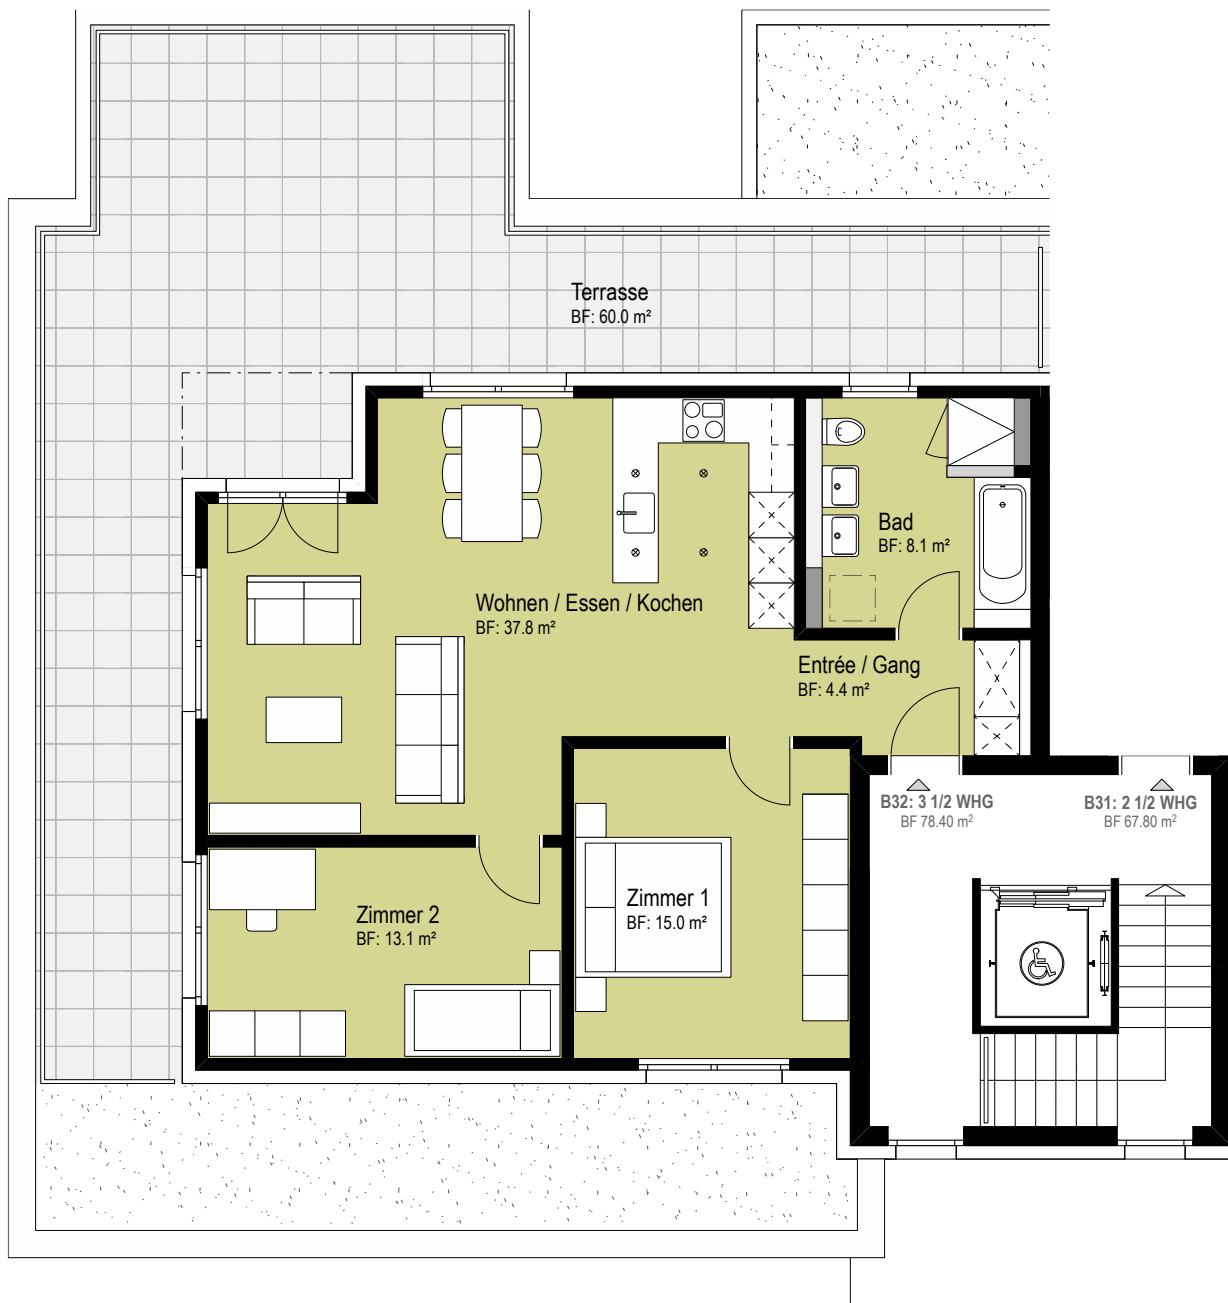 Terrasse
BF: 60.0 m²
Bad
BF: 8.1 m²
Wohnen / Essen / Kochen
BF: 37.8 m²
Entrée / Gang
BF: 4.4 m²
B32: 3 1/2 WHG
BF 78.40 m²
B31: 2 1/2 WHG
BF 67.80 m²
Zimmer 1
BF: 15.0 m²
Zimmer 2
BF: 13.1 m²